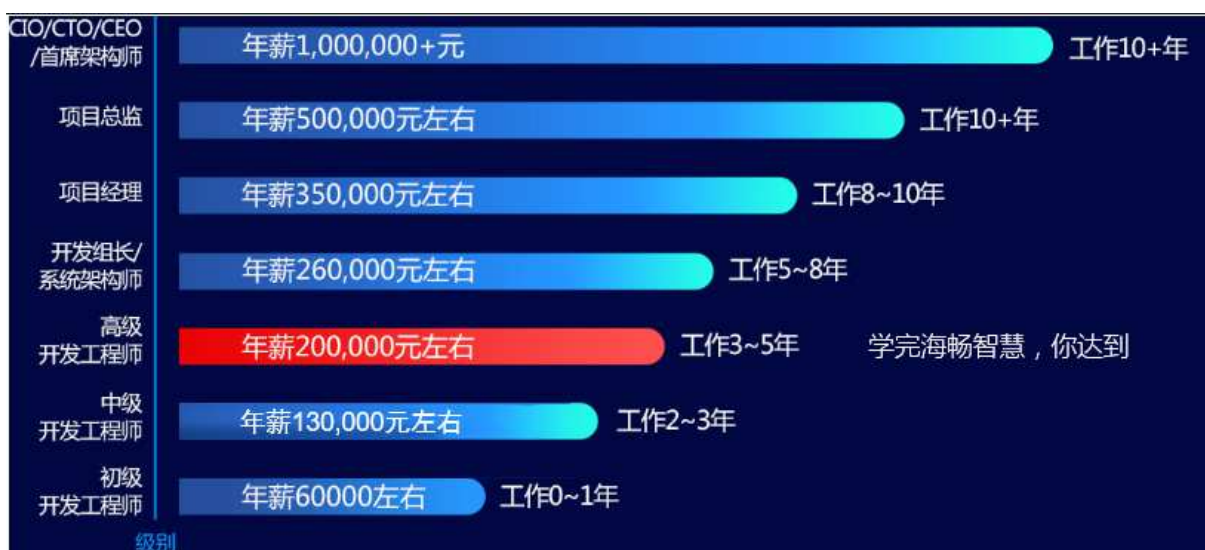 CIO/CTO/CEO
/首席架构师
年薪1,000,000+元
工作10+年
项目总监
年薪500,000元左右
工作10+年
项目经理
年薪350,000元左右
工作8~10年
开发组长/
系统架构师
年薪260,000元左右
工作5~8年
高级
开发工程师
年薪200,000元左右
工作3~5年
学完海畅智慧，你达到
中级
开发工程师
年薪130,000元左右
工作2~3年
初级
开发工程师
年薪60000左右
工作0~1年
级别